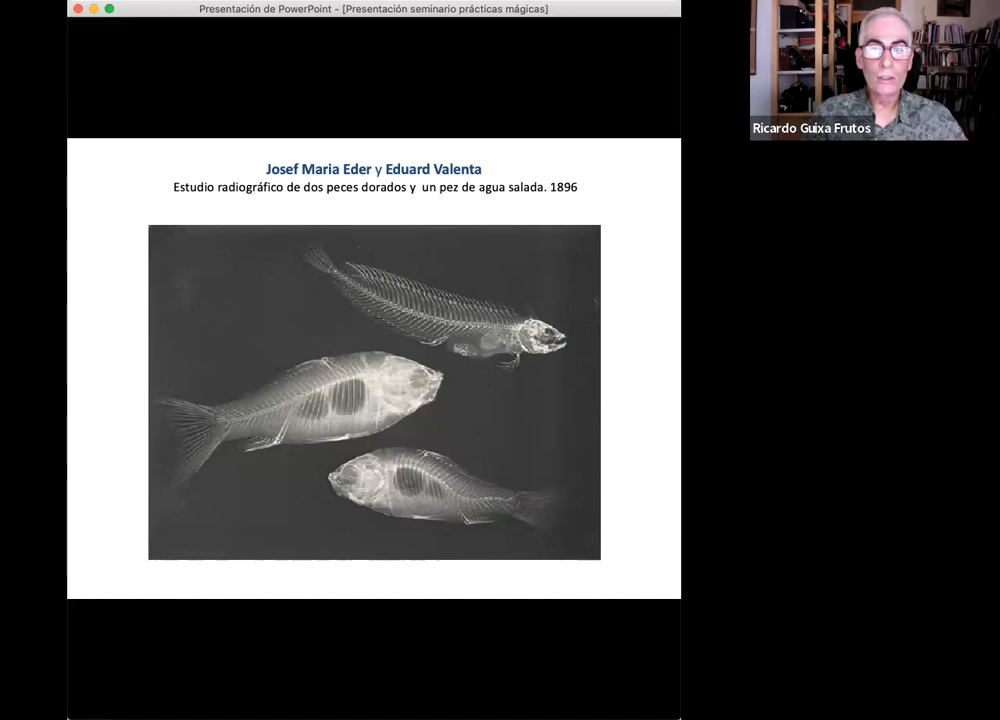 Presentación de PowerPoint - [Presentación seminario prácticas mágicas]
Josef Maria Eder y Eduard Valenta
Estudio radiográfico de dos peces dorados y un pez de agua salada. 1896
Ricardo Guixa Frutos